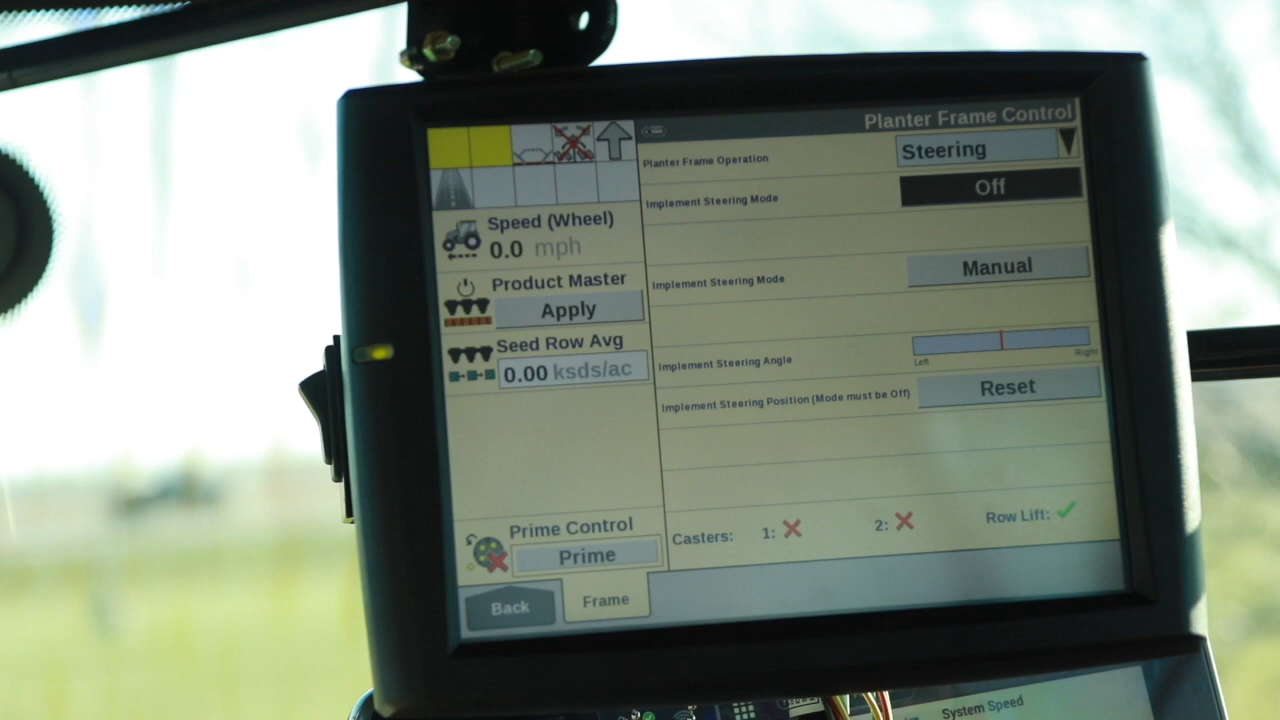 Planter Frame Control
Planter Frame Operation
Steering
Implement Steering Mode
Off
Speed (Wheel)
0.0 mph
Product Master
Apply
Implement Steering Mode
Manual
Seed Row Avg
0.00 ksds/ac
Implement Steering Angle
Left
Right
Implement Steering Position (Mode must be Off)
Reset
Prime Control
Prime
Casters: 1: 2: Row Lift:
Back
Frame
System Speed